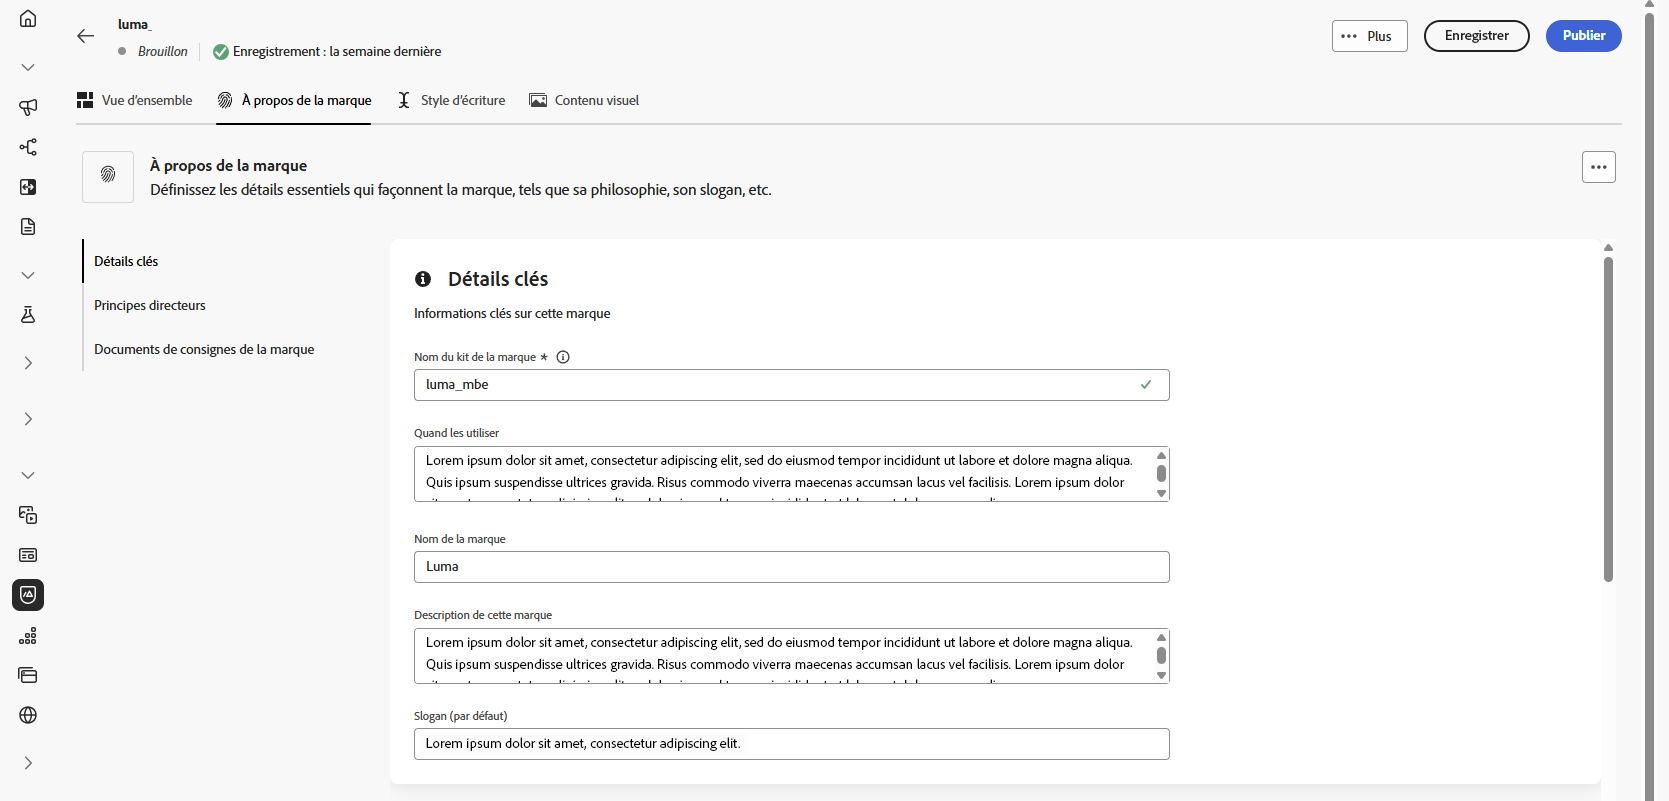 luma_
Brouillon
Enregistrement : la semaine dernière
Plus
Enregistrer
Publier
Vue d'ensemble
À propos de la marque
Style d'écriture
Contenu visuel
À propos de la marque
Définissez les détails essentiels qui façonnent la marque, tels que sa philosophie, son slogan, etc.
Détails clés
Principes directeurs
Documents de consignes de la marque
Détails clés
Informations clés sur cette marque
Nom du kit de la marque *
luma_mbe
Quand les utiliser
Lorem ipsum dolor sit amet, consectetur adipiscing elit, sed do eiusmod tempor incididunt ut labore et dolore magna aliqua.
Quis ipsum suspendisse ultrices gravida. Risus commodo viverra maecenas accumsan lacus vel facilisis. Lorem ipsum dolor
Nom de la marque
Luma
Description de cette marque
Lorem ipsum dolor sit amet, consectetur adipiscing elit, sed do eiusmod tempor incididunt ut labore et dolore magna aliqua.
Quis ipsum suspendisse ultrices gravida. Risus commodo viverra maecenas accumsan lacus vel facilisis. Lorem ipsum dolor
Slogan (par défaut)
Lorem ipsum dolor sit amet, consectetur adipiscing elit.